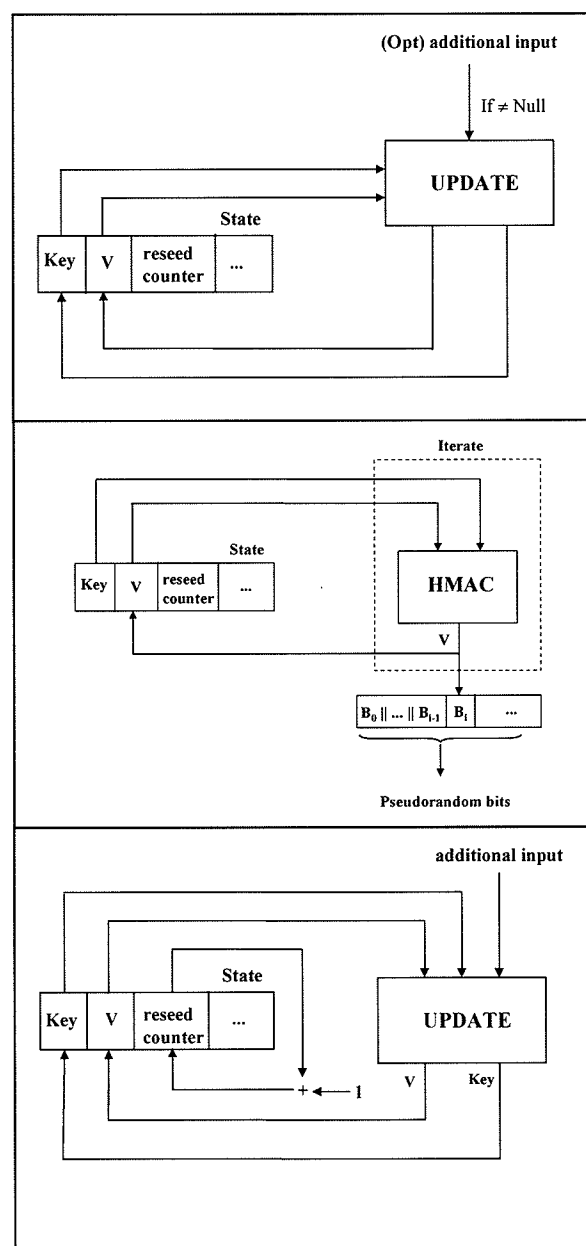 (Opt) additional input
If ≠ Null
UPDATE
State
Key V reseed counter ...
Iterate
State
Key V reseed counter ...
HMAC
V
B0 || ... || Bi-1 Bi ...
Pseudorandom bits
additional input
State
Key V reseed counter ...
UPDATE
V Key
+ 1